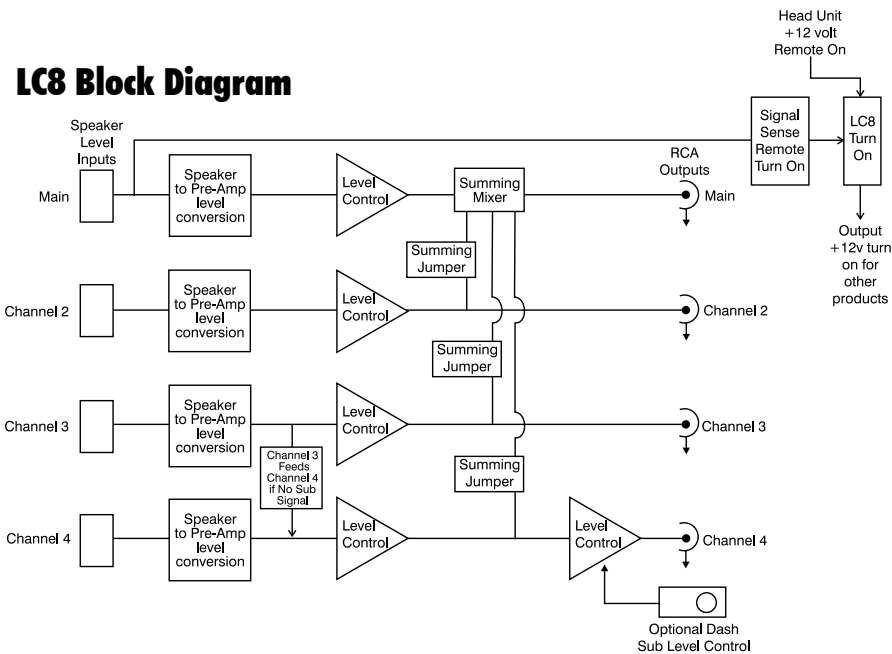 LC8 Block Diagram
Head Unit
+12 volt
Remote On
Speaker
Level
Inputs
Signal
Sense
Remote
Turn On
LC8
Turn
On
RCA
Outputs
Main
Speaker
to Pre-Amp
level
conversion
Level
Control
Summing
Mixer
Main
Output
+12v turn
on for
other
products
Summing
Jumper
Channel 2
Speaker
to Pre-Amp
level
conversion
Level
Control
Channel 2
Summing
Jumper
Channel 3
Speaker
to Pre-Amp
level
conversion
Level
Control
Channel 3
Channel 3
Feeds
Channel 4
if No Sub
Signal
Summing
Jumper
Channel 4
Speaker
to Pre-Amp
level
conversion
Level
Control
Level
Control
Channel 4
Optional Dash
Sub Level Control